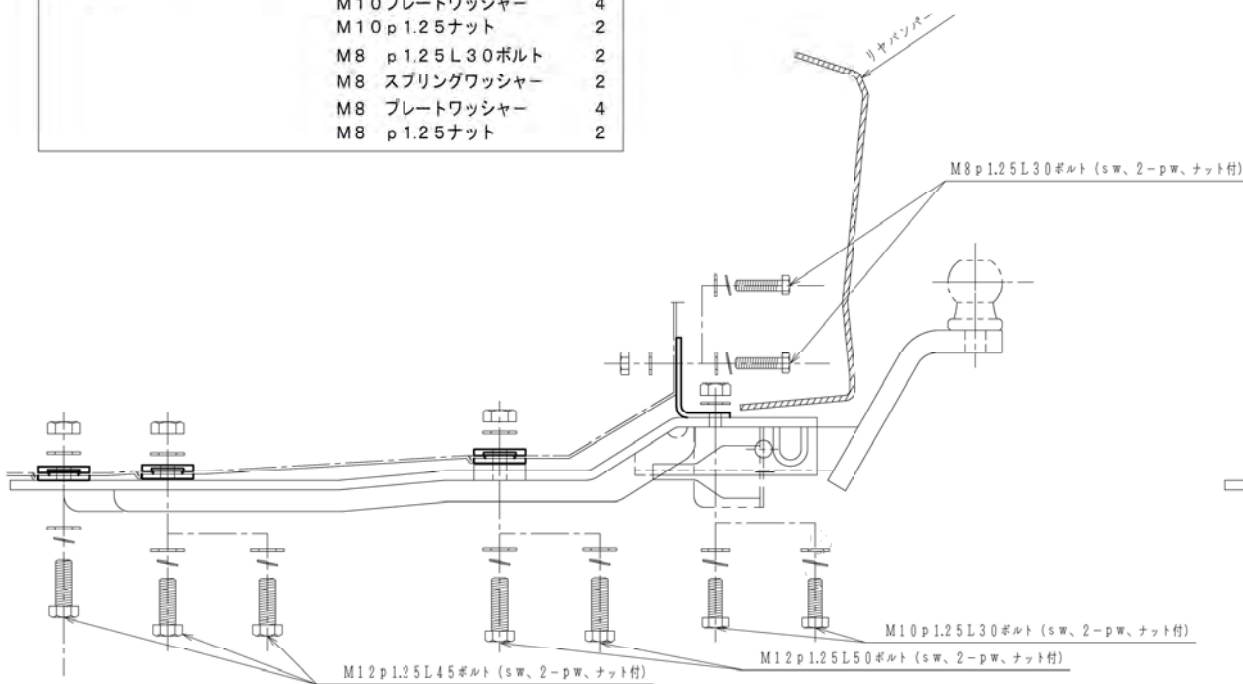 M10プレートワッシャー 4
M10p1.25ナット 2
M8 p1.25L30ボルト 2
M8 スプリングワッシャー 2
M8 プレートワッシャー 4
M8 p1.25ナット 2
リヤバンパー
M8p1.25L30ボルト(sw、2-pw、ナット付)
M10p1.25L30ボルト(sw、2-pw、ナット付)
M12p1.25L50ボルト(sw、2-pw、ナット付)
M12p1.25L45ボルト(sw、2-pw、ナット付)